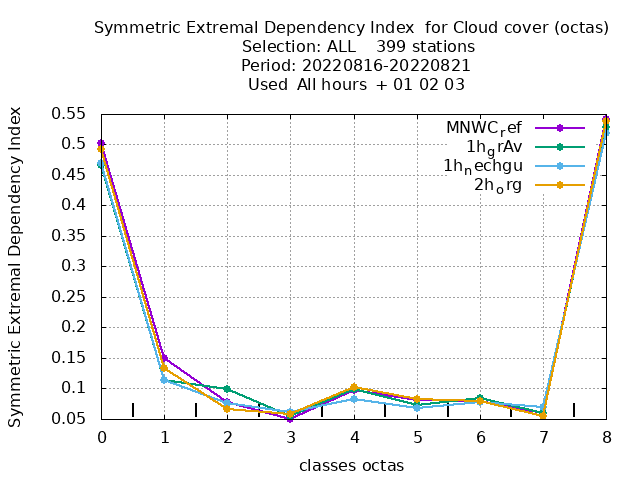 Symmetric Extremal Dependency Index  for Cloud cover (octas)
Selection: ALL    399 stations
Period: 20220816-20220821
Used  All hours  + 01 02 03
Symmetric Extremal Dependency Index
0.55
0.5
0.45
0.4
0.35
0.3
0.25
0.2
0.15
0.1
0.05
MNWC_ref
1h_grAv
1h_nechgu
2h_org
0 1 2 3 4 5 6 7 8
classes octas